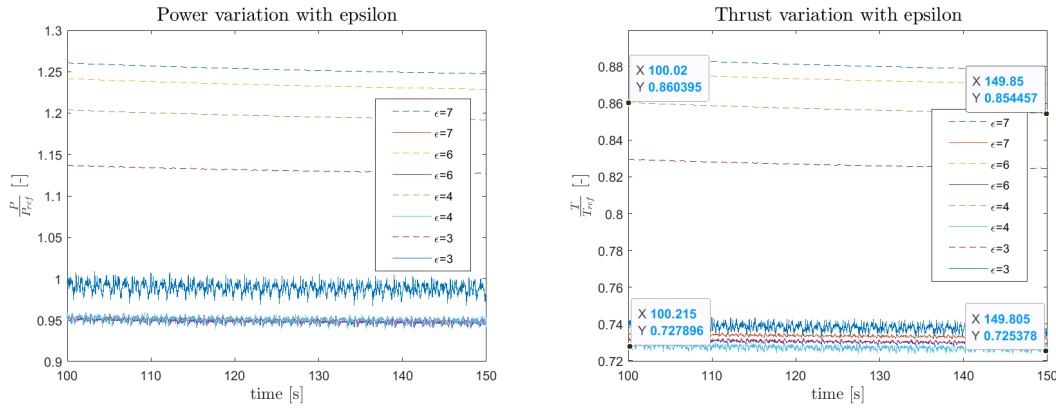 Power variation with epsilon
1.3
1.25
1.2
1.15
1.1
1.05
1
0.95
0.9
P/P_ref [-]
100 110 120 130 140 150
time [s]
ϵ=7
ϵ=7
ϵ=6
ϵ=6
ϵ=4
ϵ=4
ϵ=3
ϵ=3
Thrust variation with epsilon
0.88
0.86
0.84
0.82
0.8
0.78
0.76
0.74
0.72
T/T_ref [-]
100 110 120 130 140 150
time [s]
X 100.02
Y 0.860395
X 149.85
Y 0.854457
ϵ=7
ϵ=7
ϵ=6
ϵ=6
ϵ=4
ϵ=4
ϵ=3
ϵ=3
X 100.215
Y 0.727896
X 149.805
Y 0.725378